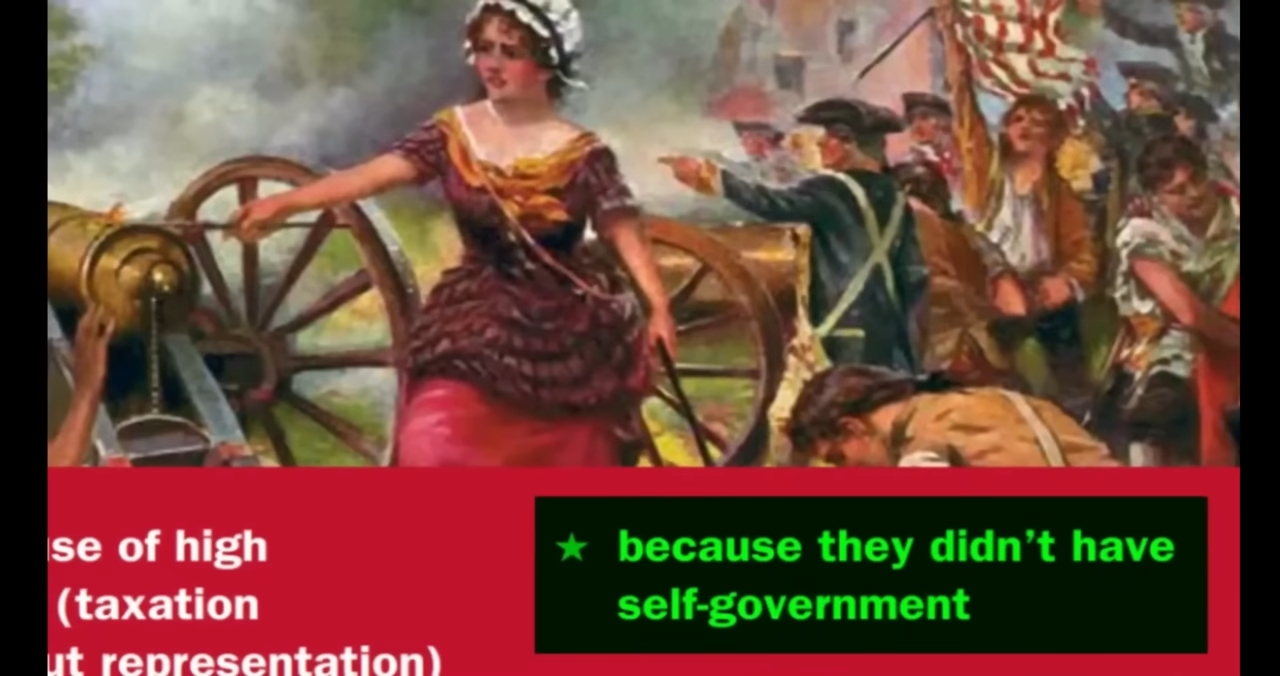 se of high
(taxation
ut representation)
★ because they didn’t have
self-government